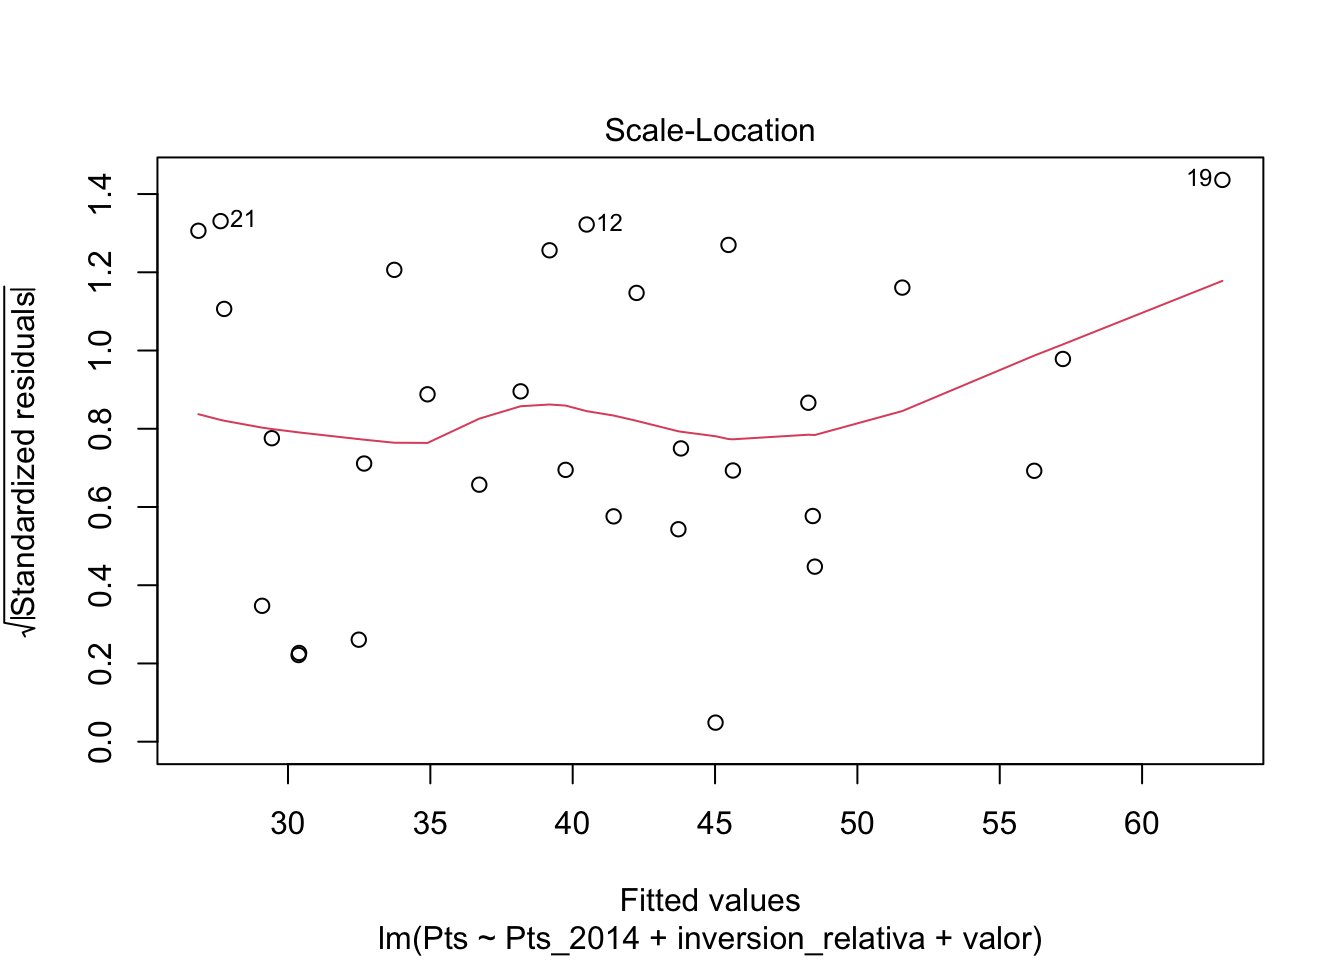 Scale-Location
√|Standardized residuals|
1.4
1.2
1.0
0.8
0.6
0.4
0.2
0.0
21
12
19
30 35 40 45 50 55 60
Fitted values
lm(Pts ~ Pts_2014 + inversion_relativa + valor)